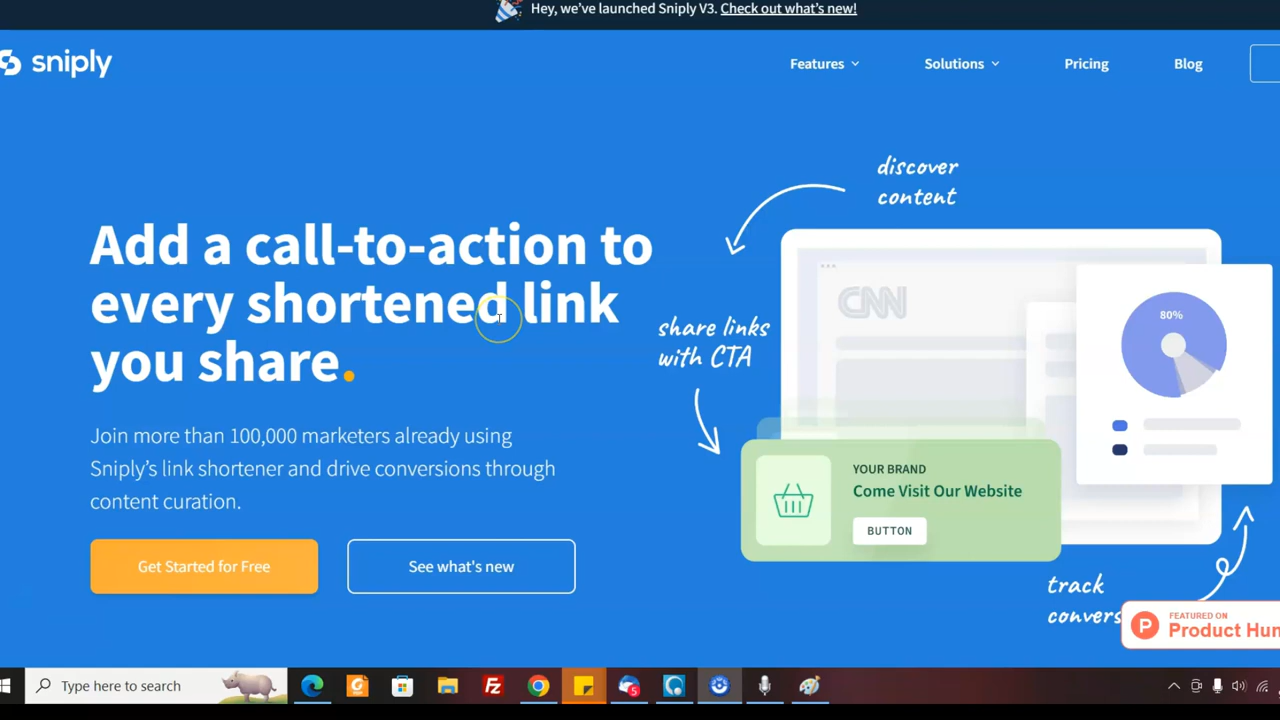 Hey, we've launched Sniply V3. Check out what's new!
sniply
Features
Solutions
Pricing
Blog
discover
content
Add a call-to-action to
every shortened link
you share.
CNN
80%
share links
with CTA
Join more than 100,000 marketers already using
Sniply's link shortener and drive conversions through
content curation.
YOUR BRAND
Come Visit Our Website
BUTTON
Get Started for Free
See what's new
track
convers
FEATURED ON
Product Hun
Type here to search